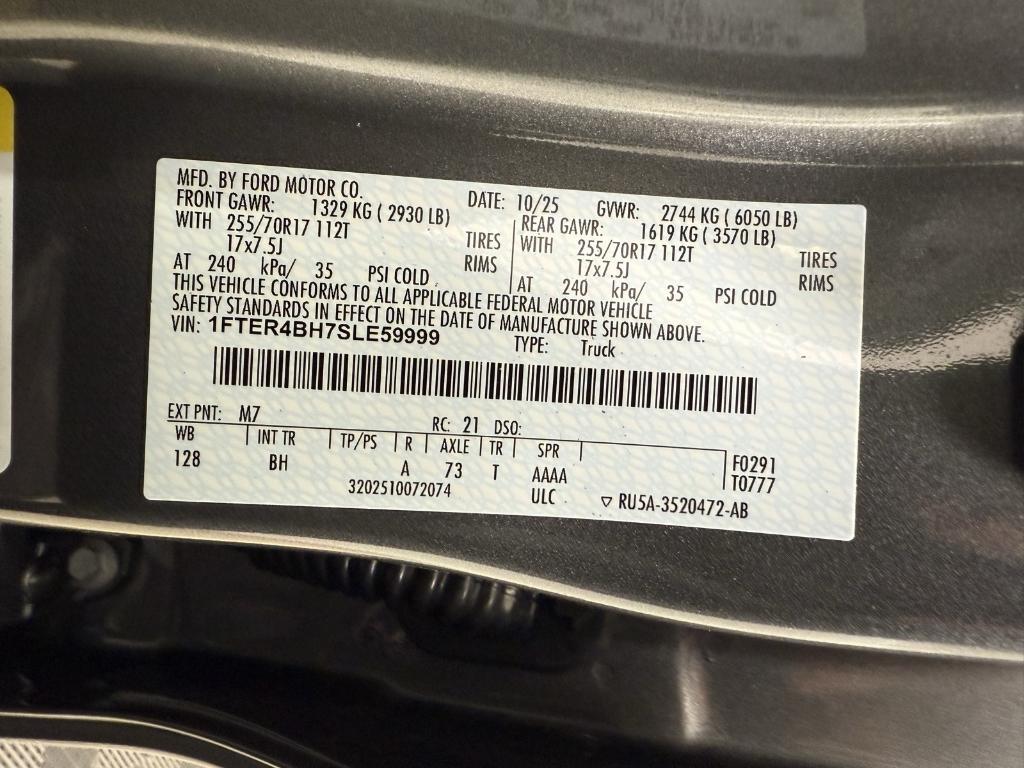 MFD. BY FORD MOTOR CO. DATE: 10/25 GVWR: 2744 KG ( 6050 LB)
FRONT GAWR: 1329 KG ( 2930 LB) REAR GAWR: 1619 KG ( 3570 LB)
WITH 255/70R17 112T TIRES WITH 255/70R17 112T TIRES
17x7.5J RIMS 17x7.5J RIMS
AT 240 kPa/ 35 PSI COLD AT 240 kPa/ 35 PSI COLD
THIS VEHICLE CONFORMS TO ALL APPLICABLE FEDERAL MOTOR VEHICLE
SAFETY STANDARDS IN EFFECT ON THE DATE OF MANUFACTURE SHOWN ABOVE.
VIN: 1FTER4BH7SLE59999 TYPE: Truck
EXT PNT: M7 RC: 21 DSO:
WB INT TR TP/PS R AXLE TR SPR F0291
128 BH A 73 T AAAA T0777
3202510072074 ULC ▽ RU5A-3520472-AB